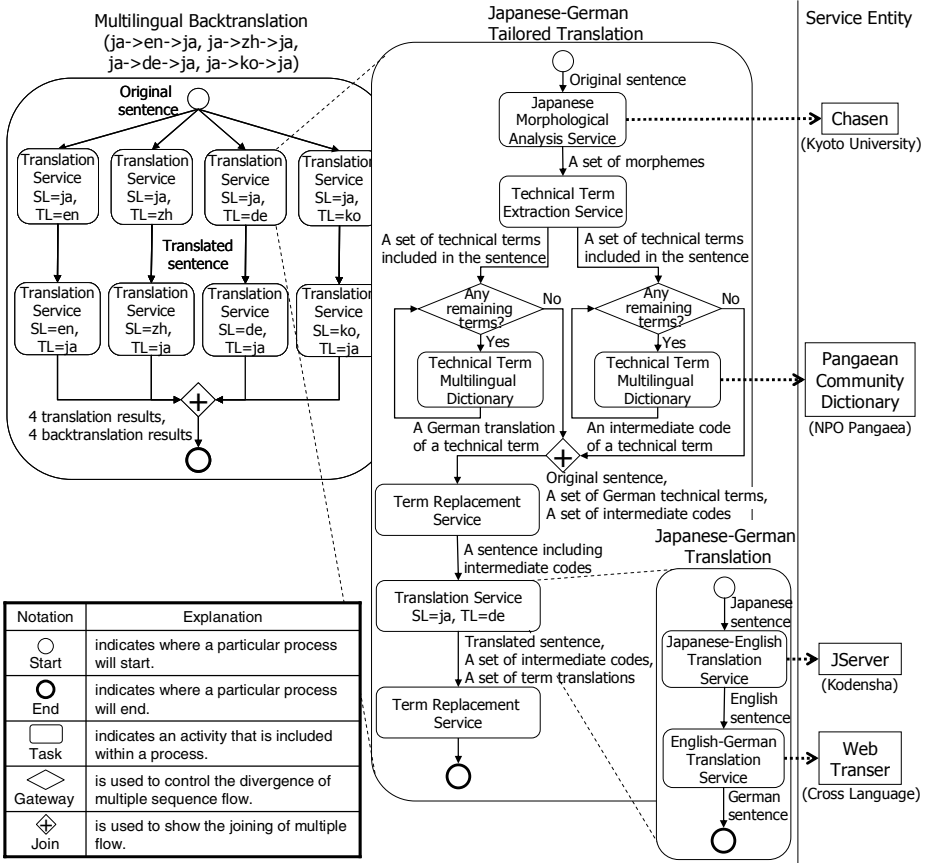 Multilingual Backtranslation
(ja->en->ja, ja->zh->ja,
ja->de->ja, ja->ko->ja)
Original
sentence
Translation
Service
SL=ja,
TL=en
Translation
Service
SL=ja,
TL=zh
Translation
Service
SL=ja,
TL=de
Translation
Service
SL=ja,
TL=ko
Translated
sentence
Translation
Service
SL=en,
TL=ja
Translation
Service
SL=zh,
TL=ja
Translation
Service
SL=de,
TL=ja
Translation
Service
SL=ko,
TL=ja
4 translation results,
4 backtranslation results
Japanese-German
Tailored Translation
Original sentence
Japanese
Morphological
Analysis Service
A set of morphemes
Technical Term
Extraction Service
A set of technical terms
included in the sentence
A set of technical terms
included in the sentence
Any
remaining
terms?
No
Yes
Any
remaining
terms?
No
Yes
Technical Term
Multilingual
Dictionary
Technical Term
Multilingual
Dictionary
A German translation
of a technical term
An intermediate code
of a technical term
Original sentence,
A set of German technical terms,
A set of intermediate codes
Term Replacement
Service
A sentence including
intermediate codes
Translation Service
SL=ja, TL=de
Translated sentence,
A set of intermediate codes,
A set of term translations
Term Replacement
Service
Japanese-German
Translation
Japanese
sentence
Japanese-English
Translation
Service
English
sentence
English-German
Translation
Service
German
sentence
Service Entity
Chasen
(Kyoto University)
Pangaean
Community
Dictionary
(NPO Pangaea)
JServer
(Kodensha)
Web
Transer
(Cross Language)
Notation
Explanation
Start
indicates where a particular process
will start.
End
indicates where a particular process
will end.
Task
indicates an activity that is included
within a process.
Gateway
is used to control the divergence of
multiple sequence flow.
Join
is used to show the joining of multiple
flow.